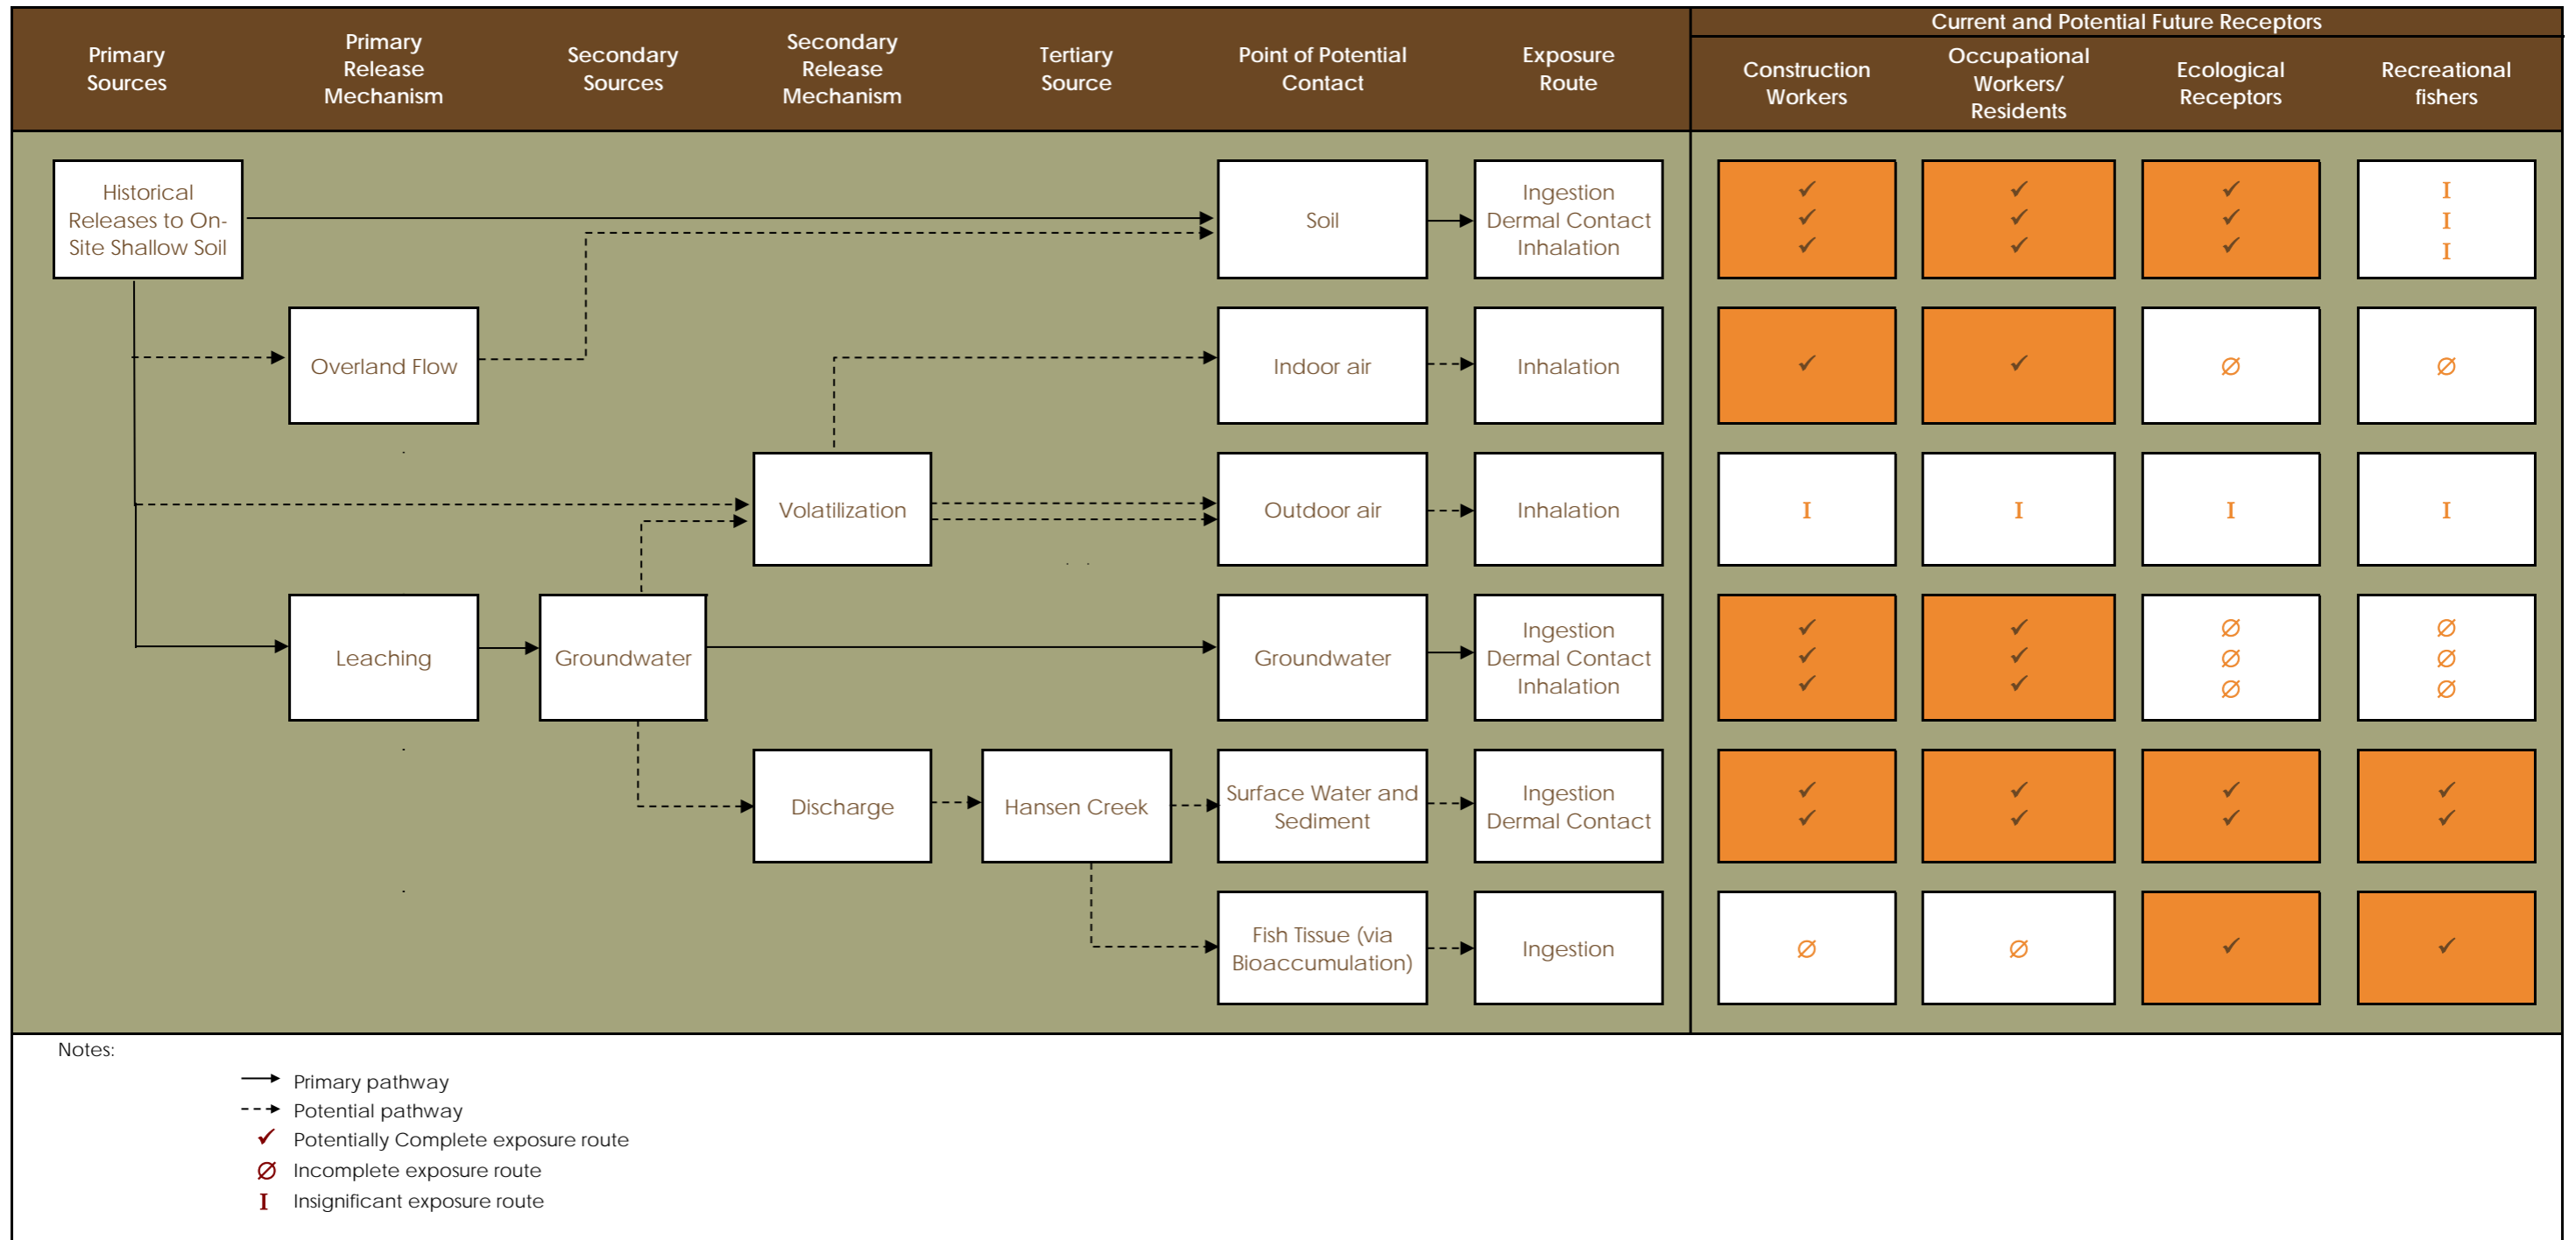 Current and Potential Future Receptors
Primary
Sources
Primary
Release
Mechanism
Secondary
Sources
Secondary
Release
Mechanism
Tertiary
Source
Point of Potential
Contact
Exposure
Route
Construction
Workers
Occupational
Workers/
Residents
Ecological
Receptors
Recreational
fishers
Historical
Releases to On-
Site Shallow Soil
Soil
Ingestion
Dermal Contact
Inhalation
✓
✓
✓
✓
✓
✓
✓
✓
✓
I
I
I
Overland Flow
Indoor air
Inhalation
✓
✓
∅
∅
Volatilization
Outdoor air
Inhalation
I
I
I
I
Leaching
Groundwater
Groundwater
Ingestion
Dermal Contact
Inhalation
✓
✓
✓
✓
✓
✓
∅
∅
∅
∅
∅
∅
Discharge
Hansen Creek
Surface Water and
Sediment
Ingestion
Dermal Contact
✓
✓
✓
✓
✓
✓
✓
✓
Fish Tissue (via
Bioaccumulation)
Ingestion
∅
∅
✓
✓
Notes:
Primary pathway
Potential pathway
✓ Potentially Complete exposure route
∅ Incomplete exposure route
I Insignificant exposure route